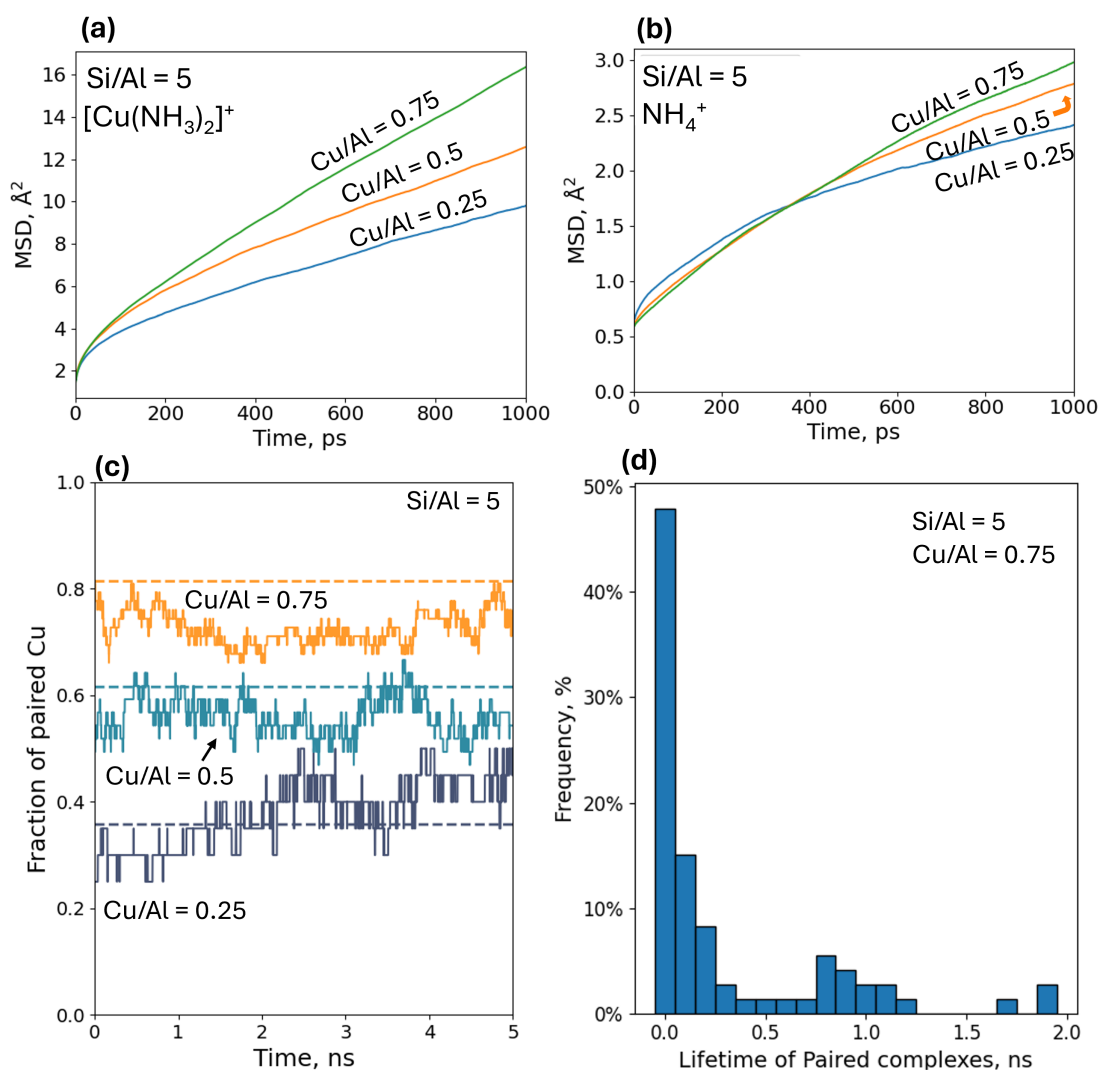 (a)
Si/Al = 5
[Cu(NH₃)₂]⁺
Cu/Al = 0.75
Cu/Al = 0.5
Cu/Al = 0.25
MSD, Å²
16
14
12
10
8
6
4
2
0
200
400
600
800
1000
Time, ps
(b)
Si/Al = 5
NH₄⁺
Cu/Al = 0.75
Cu/Al = 0.5
Cu/Al = 0.25
MSD, Å²
3.0
2.5
2.0
1.5
1.0
0.5
0.0
0
200
400
600
800
1000
Time, ps
(c)
Si/Al = 5
Cu/Al = 0.75
Cu/Al = 0.5
Cu/Al = 0.25
Fraction of paired Cu
1.0
0.8
0.6
0.4
0.2
0.0
0
1
2
3
4
5
Time, ns
(d)
Si/Al = 5
Cu/Al = 0.75
Frequency, %
50%
40%
30%
20%
10%
0%
0.0
0.5
1.0
1.5
2.0
Lifetime of Paired complexes, ns